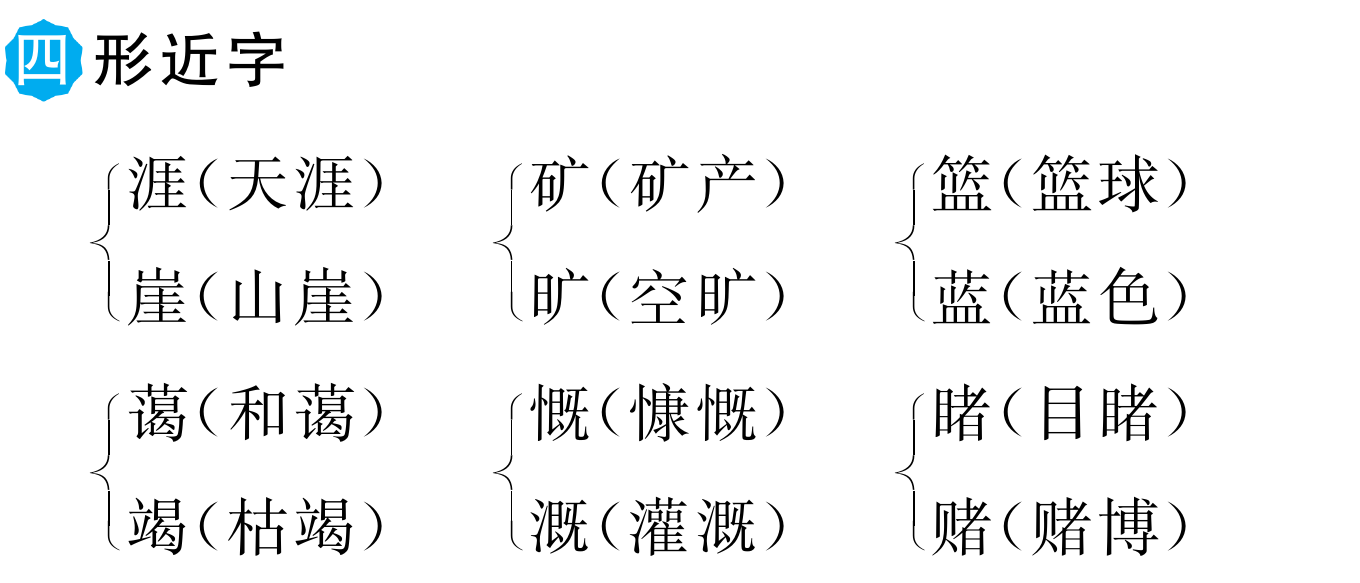 四 形近字
涯(天涯) 矿(矿产) 篮(篮球)
崖(山崖) 旷(空旷) 蓝(蓝色)
蔼(和蔼) 慨(慷慨) 睹(目睹)
竭(枯竭) 溉(灌溉) 赌(赌博)